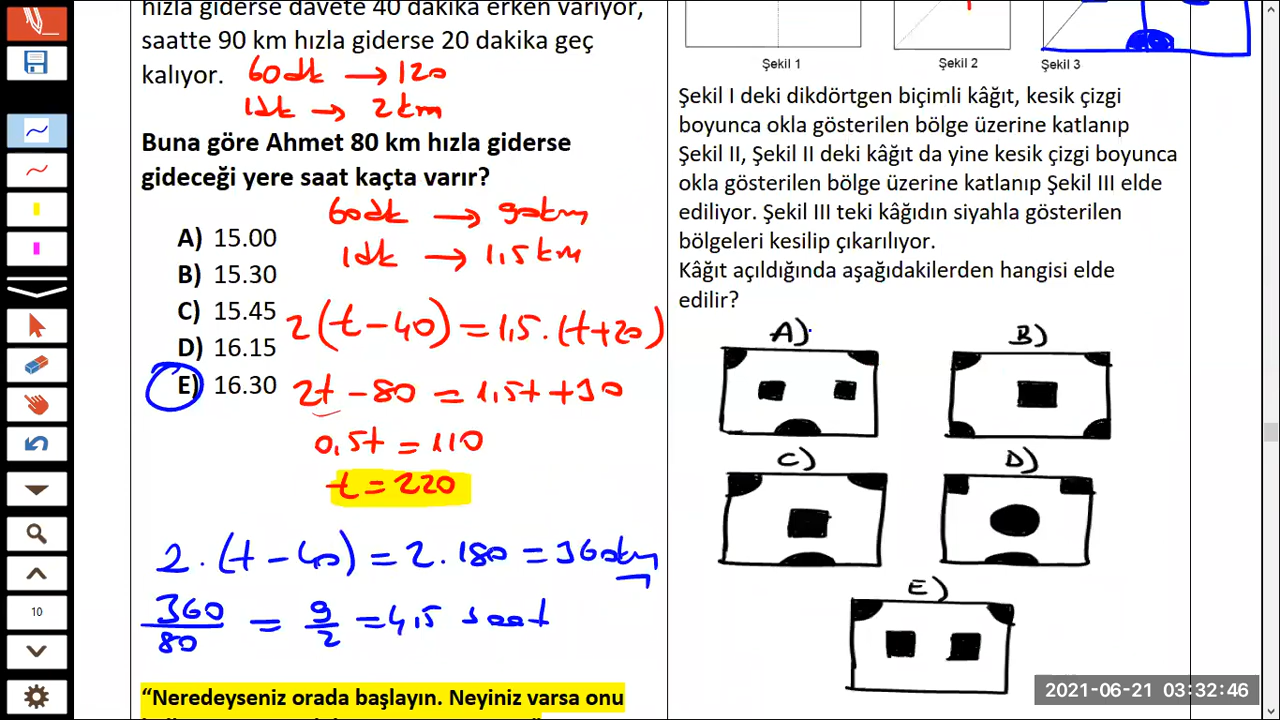 hızla giderse davete 40 dakika erken varıyor,
saatte 90 km hızla giderse 20 dakika geç
kalıyor.
60dk → 120
1dk → 2km
Buna göre Ahmet 80 km hızla giderse
gideceği yere saat kaçta varır?
60dk → 90km
1dk → 1,5km
A) 15.00
B) 15.30
C) 15.45
D) 16.15
E) 16.30
2(t-40)=1,5.(t+20)
2t-80=1,5t+30
0,5t=110
t=220
2.(t-40)=2.180=360km
360/80 = 9/2 =4,5 saat
“Neredeyseniz orada başlayın. Neyiniz varsa onu
Şekil 1
Şekil 2
Şekil 3
Şekil I deki dikdörtgen biçimli kâğıt, kesik çizgi
boyunca okla gösterilen bölge üzerine katlanıp
Şekil II, Şekil II deki kâğıt da yine kesik çizgi boyunca
okla gösterilen bölge üzerine katlanıp Şekil III elde
ediliyor. Şekil III teki kâğıdın siyahla gösterilen
bölgeleri kesilip çıkarılıyor.
Kâğıt açıldığında aşağıdakilerden hangisi elde
edilir?
A)
B)
C)
D)
E)
10
2021-06-21 03:32:46